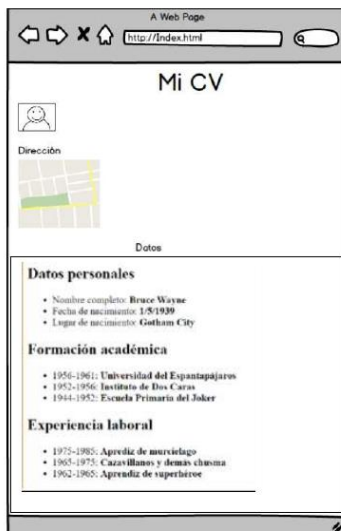 A Web Page
http://Index.html
Mi CV
Dirección
Datos
Datos personales
Nombre completo: Bruce Wayne
Fecha de nacimiento: 1/5/1939
Lugar de nacimiento: Gotham City
Formación académica
1956-1961: Universidad del Espantapájaros
1952-1956: Instituto de Dos Caras
1944-1952: Escuela Primaria del Joker
Experiencia laboral
1975-1985: Aprediz de murcielago
1965-1975: Cazavillanos y demás chusma
1962-1965: Aprendiz de superhéroe